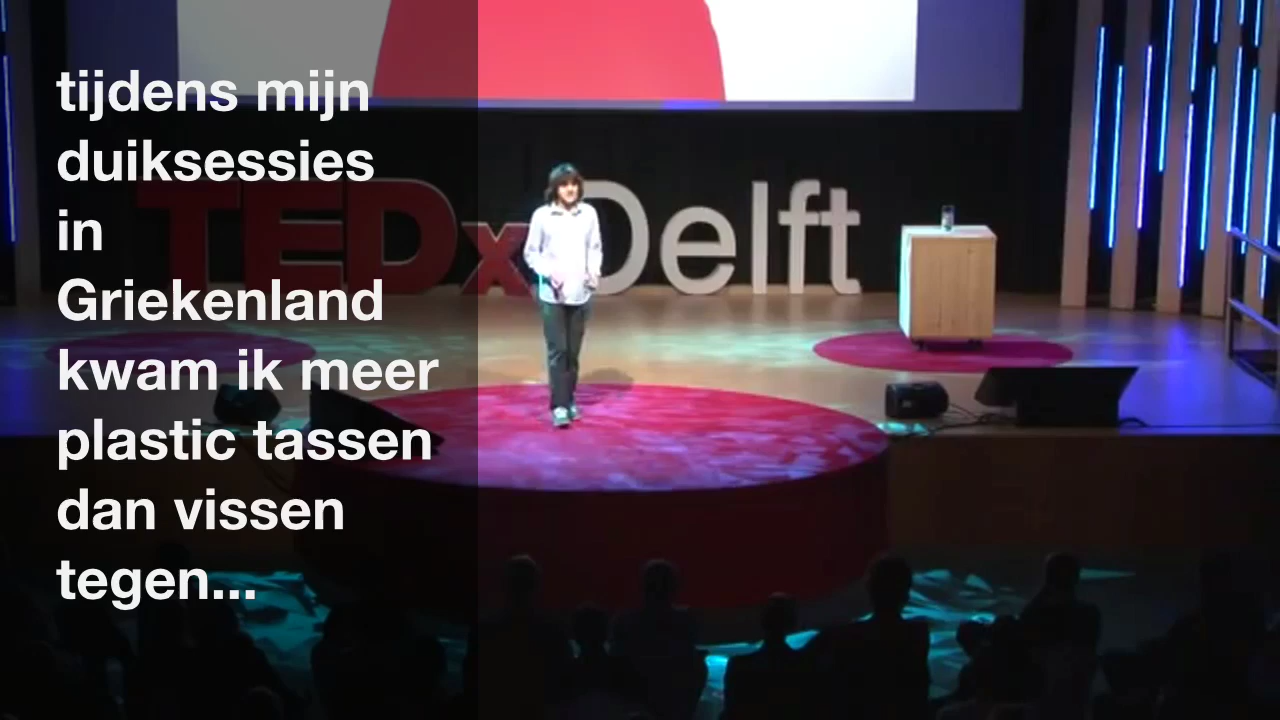 tijdens mijn
duiksessies
in
Griekenland
kwam ik meer
plastic tassen
dan vissen
tegen...
TEDxDelft